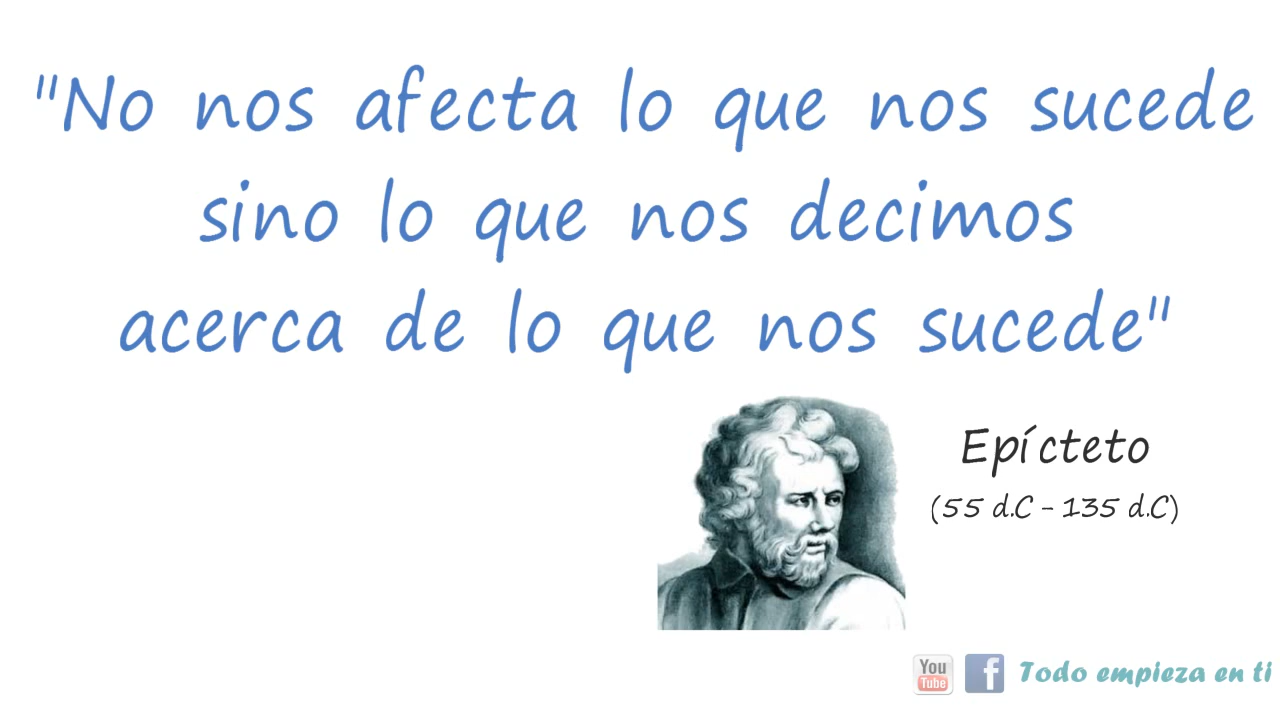 "No nos afecta lo que nos sucede
sino lo que nos decimos
acerca de lo que nos sucede"
Epícteto
(55 d.C - 135 d.C)
You
Tube
f
Todo empieza en ti